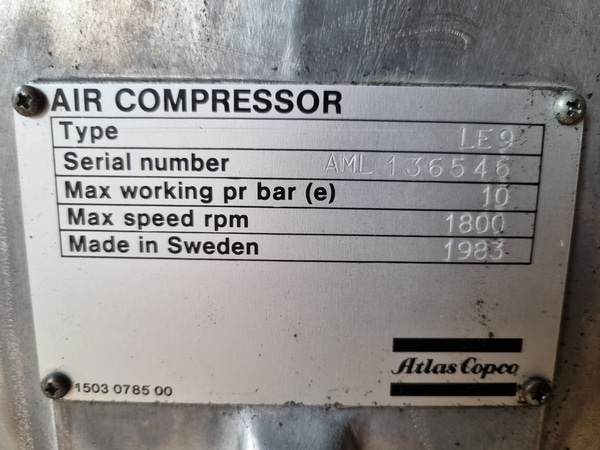 AIR COMPRESSOR
Type LE9
Serial number AML 136546
Max working pr bar (e) 10
Max speed rpm 1800
Made in Sweden 1983
Atlas Copco
1503 0785 00